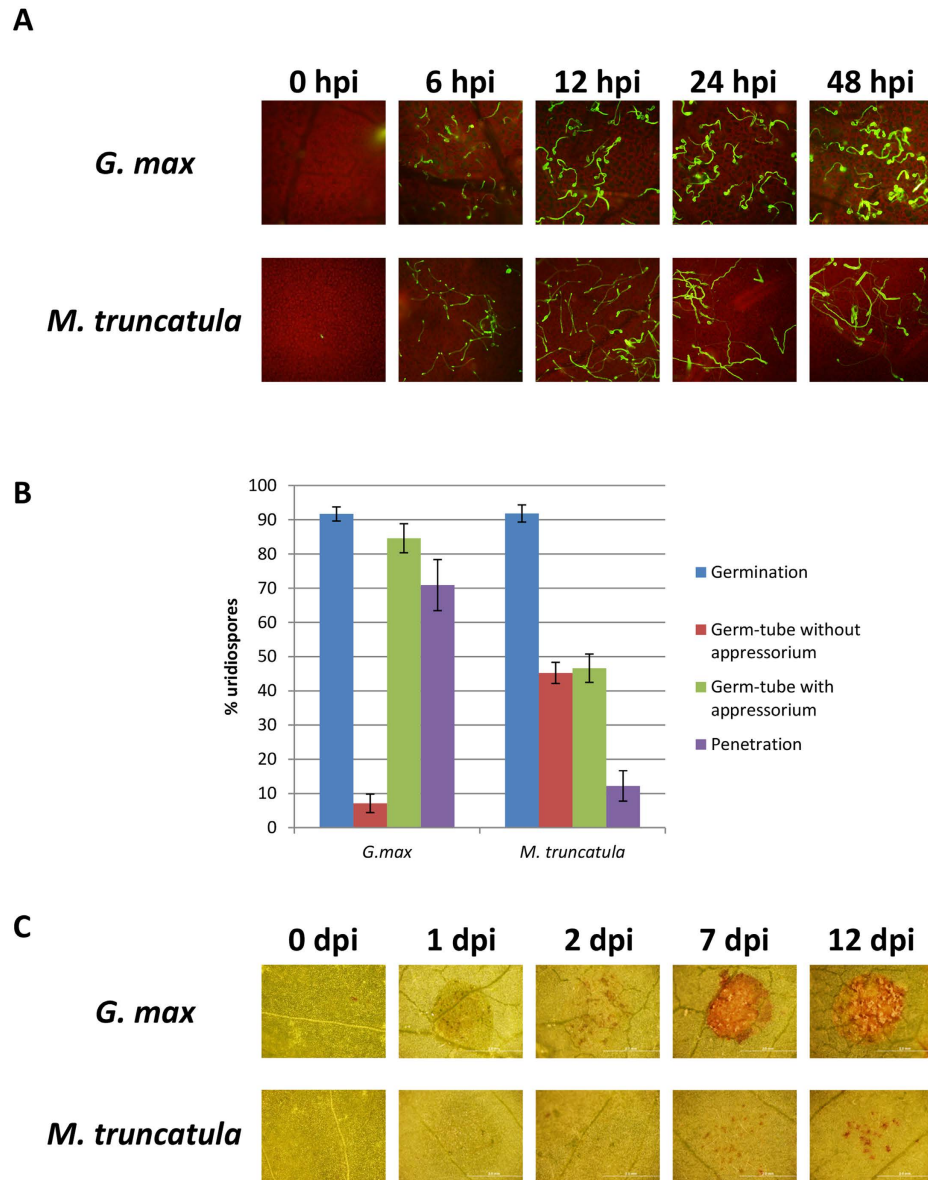 A
0 hpi 6 hpi 12 hpi 24 hpi 48 hpi
G. max
M. truncatula
B
100
90
80
70
60
50
40
30
20
10
0
% uridiospores
G.max M. truncatula
Germination
Germ-tube without
appressorium
Germ-tube with
appressorium
Penetration
C
0 dpi 1 dpi 2 dpi 7 dpi 12 dpi
G. max
M. truncatula